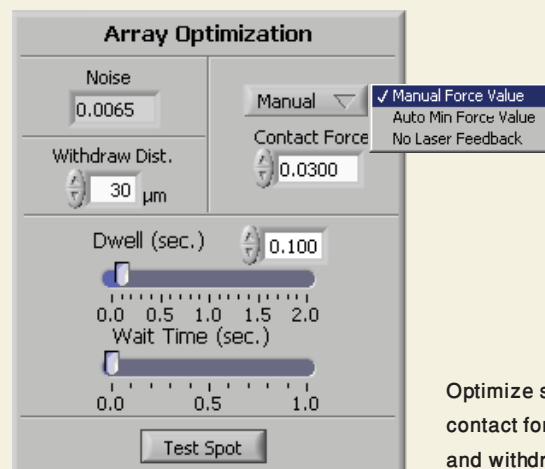 Array Optimization
Noise
0.0065
Withdraw Dist.
30 µm
Manual
✓ Manual Force Value
Auto Min Force Value
No Laser Feedback
Contact Force
0.0300
Dwell (sec.)
0.100
0.0 0.5 1.0 1.5 2.0
Wait Time (sec.)
0.0 0.5 1.0
Test Spot
Optimize
contact
and